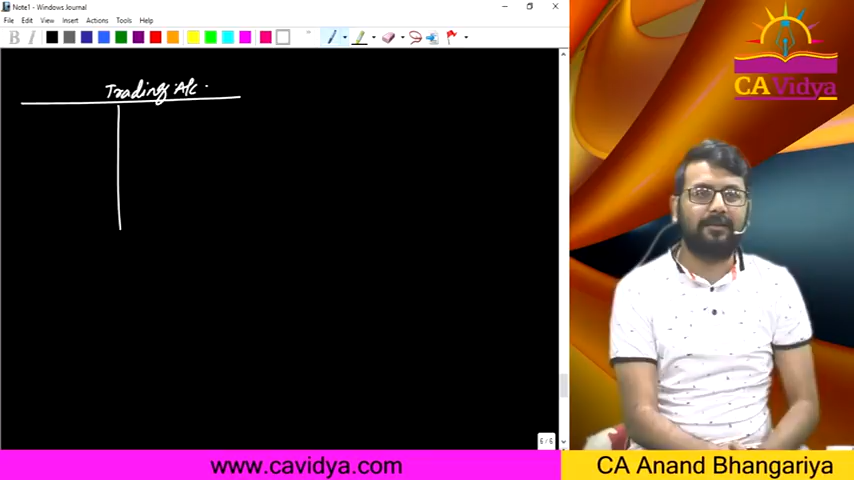 Note1 - Windows Journal
File Edit View Insert Actions Tools Help
B I
Trading A/c
CA Vidya
6 / 6
www.cavidya.com
CA Anand Bhangariya